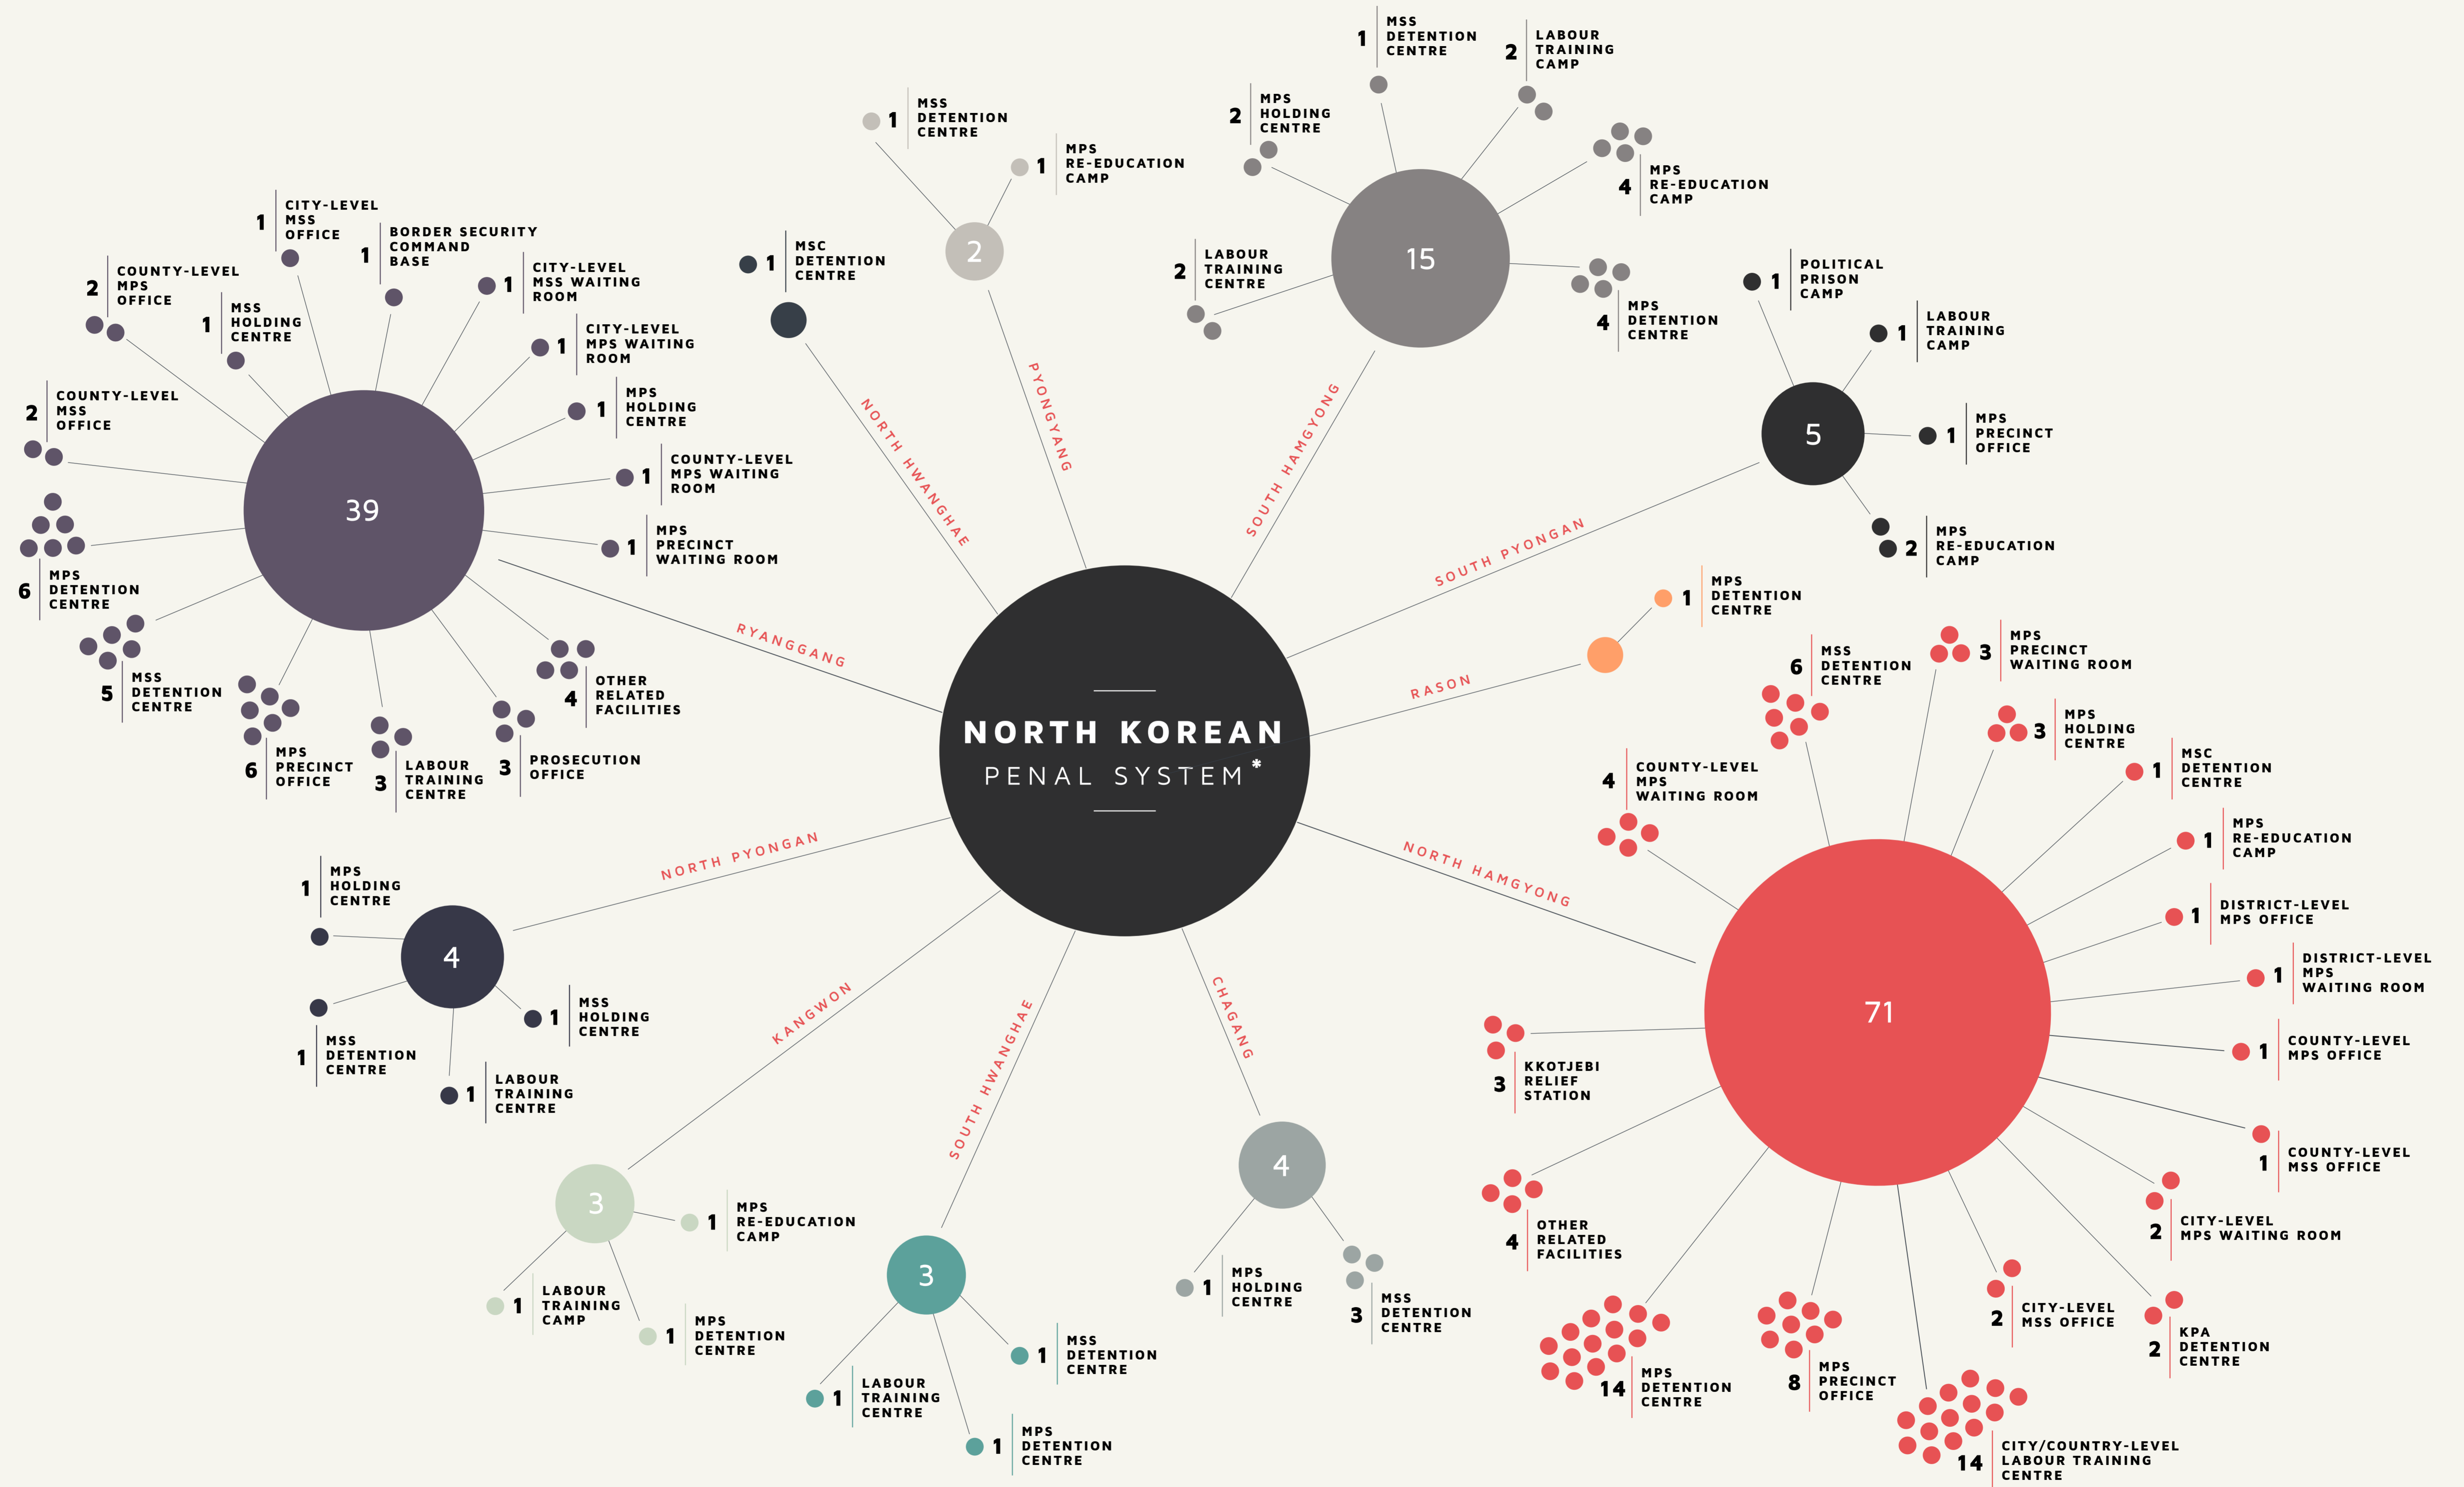 NORTH KOREAN
PENAL SYSTEM*
NORTH HWANGHAE
1
MSC
DETENTION
CENTRE
PYONGYANG
2
1
MSS
DETENTION
CENTRE
1
MPS
RE-EDUCATION
CAMP
SOUTH HAMGYONG
15
2
LABOUR
TRAINING
CENTRE
2
MPS
HOLDING
CENTRE
1
MSS
DETENTION
CENTRE
2
LABOUR
TRAINING
CAMP
4
MPS
RE-EDUCATION
CAMP
4
MPS
DETENTION
CENTRE
SOUTH PYONGAN
5
1
POLITICAL
PRISON
CAMP
1
LABOUR
TRAINING
CAMP
1
MPS
PRECINCT
OFFICE
2
MPS
RE-EDUCATION
CAMP
RASON
1
MPS
DETENTION
CENTRE
NORTH HAMGYONG
71
4
COUNTY-LEVEL
MPS
WAITING ROOM
6
MSS
DETENTION
CENTRE
3
MPS
PRECINCT
WAITING ROOM
3
MPS
HOLDING
CENTRE
1
MSC
DETENTION
CENTRE
1
MPS
RE-EDUCATION
CAMP
1
DISTRICT-LEVEL
MPS OFFICE
1
DISTRICT-LEVEL
MPS
WAITING ROOM
1
COUNTY-LEVEL
MPS OFFICE
1
COUNTY-LEVEL
MSS OFFICE
2
CITY-LEVEL
MPS WAITING ROOM
2
KPA
DETENTION
CENTRE
2
CITY-LEVEL
MSS OFFICE
14
CITY/COUNTRY-LEVEL
LABOUR TRAINING
CENTRE
8
MPS
PRECINCT
OFFICE
14
MPS
DETENTION
CENTRE
4
OTHER
RELATED
FACILITIES
3
KKOTJEBI
RELIEF
STATION
CHAGANG
4
1
MPS
HOLDING
CENTRE
3
MSS
DETENTION
CENTRE
SOUTH HWANGHAE
3
1
LABOUR
TRAINING
CENTRE
1
MPS
DETENTION
CENTRE
1
MSS
DETENTION
CENTRE
KANGWON
3
1
MPS
RE-EDUCATION
CAMP
1
LABOUR
TRAINING
CAMP
1
MPS
DETENTION
CENTRE
NORTH PYONGAN
4
1
MPS
HOLDING
CENTRE
1
MSS
DETENTION
CENTRE
1
LABOUR
TRAINING
CENTRE
1
MSS
HOLDING
CENTRE
RYANGGANG
39
2
COUNTY-LEVEL
MSS
OFFICE
2
COUNTY-LEVEL
MPS
OFFICE
1
MSS
HOLDING
CENTRE
1
CITY-LEVEL
MSS
OFFICE
1
BORDER SECURITY
COMMAND
BASE
1
CITY-LEVEL
MSS WAITING
ROOM
1
CITY-LEVEL
MPS WAITING
ROOM
1
MPS
HOLDING
CENTRE
1
COUNTY-LEVEL
MPS WAITING
ROOM
1
MPS
PRECINCT
WAITING ROOM
4
OTHER
RELATED
FACILITIES
3
PROSECUTION
OFFICE
3
LABOUR
TRAINING
CENTRE
6
MPS
PRECINCT
OFFICE
5
MSS
DETENTION
CENTRE
6
MPS
DETENTION
CENTRE